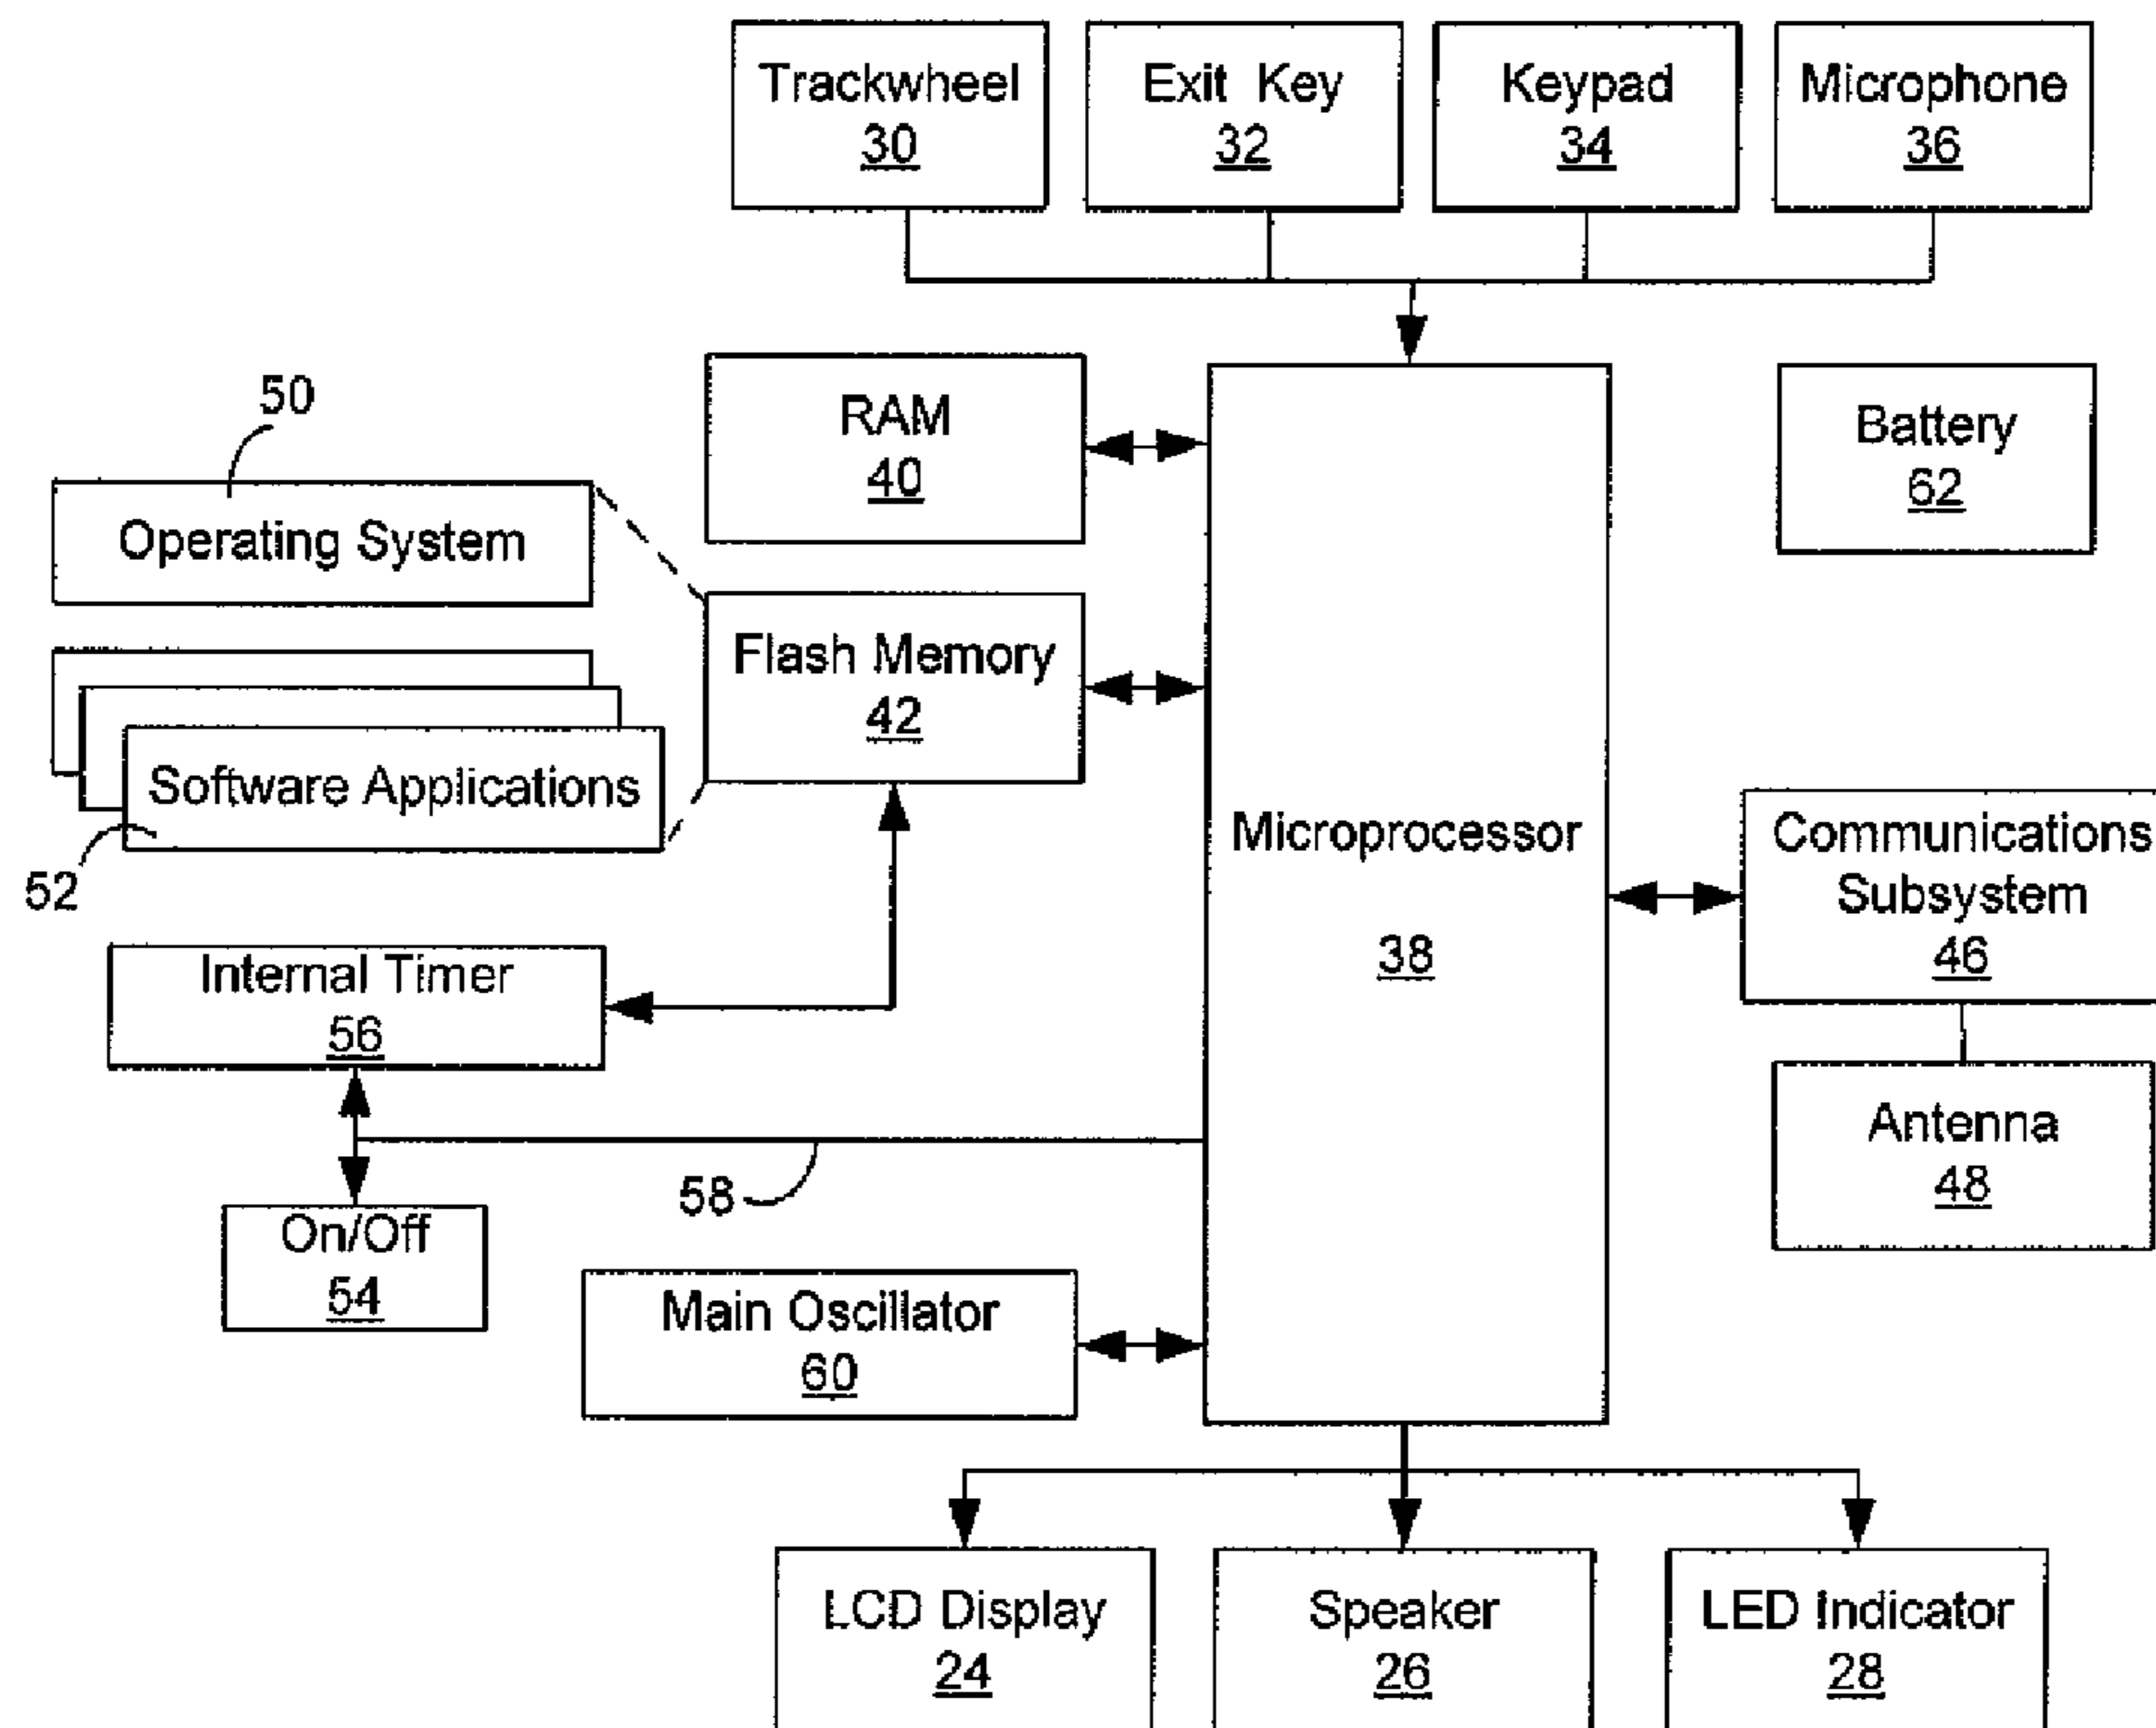 Trackwheel
30
Exit Key
32
Keypad
34
Microphone
36
RAM
40
Battery
62
50
Operating System
Flash Memory
42
Software Applications
52
Microprocessor
38
Communications
Subsystem
46
Internal Timer
56
Antenna
48
58
On/Off
54
Main Oscillator
60
LCD Display
24
Speaker
26
LED Indicator
28